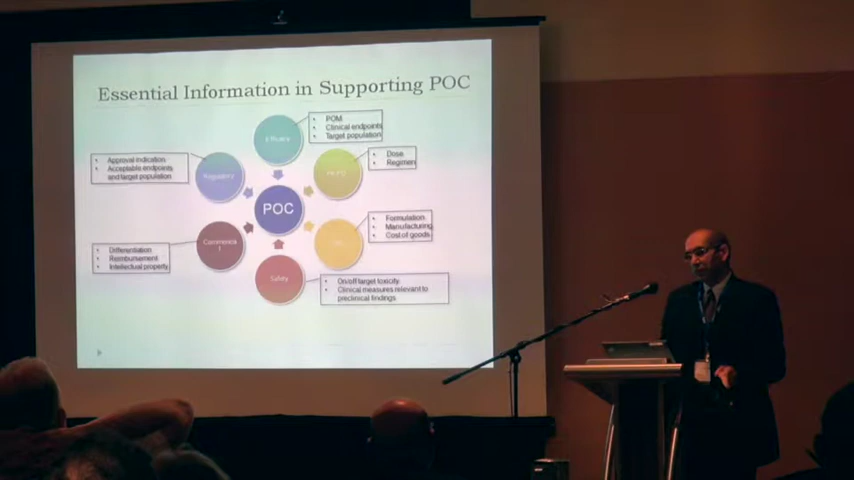 Essential Information in Supporting POC
• POM
• Clinical endpoints
• Target population
Efficacy
• Dose
• Regimen
• Approval indication
• Acceptable endpoints
and target population
Regulatory
POC
• Formulation
• Manufacturing
• Cost of goods
• Differentiation
• Reimbursement
• Intellectual property
Commercia
l
Safety
• On/off target toxicity
• Clinical measures relevant to
preclinical findings